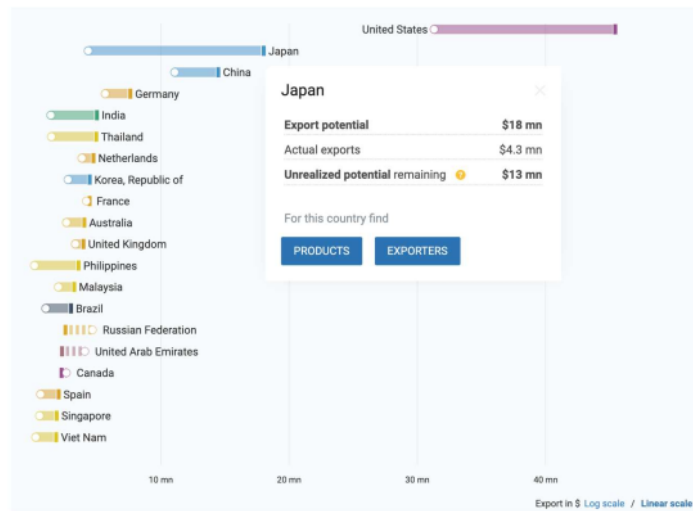 United States
Japan
China
Germany
India
Thailand
Netherlands
Korea, Republic of
France
Australia
United Kingdom
Philippines
Malaysia
Brazil
Russian Federation
United Arab Emirates
Canada
Spain
Singapore
Viet Nam
Japan ×
Export potential $18 mn
Actual exports $4.3 mn
Unrealized potential remaining ? $13 mn
For this country find
PRODUCTS EXPORTERS
10 mn 20 mn 30 mn 40 mn
Export in $ Log scale / Linear scale